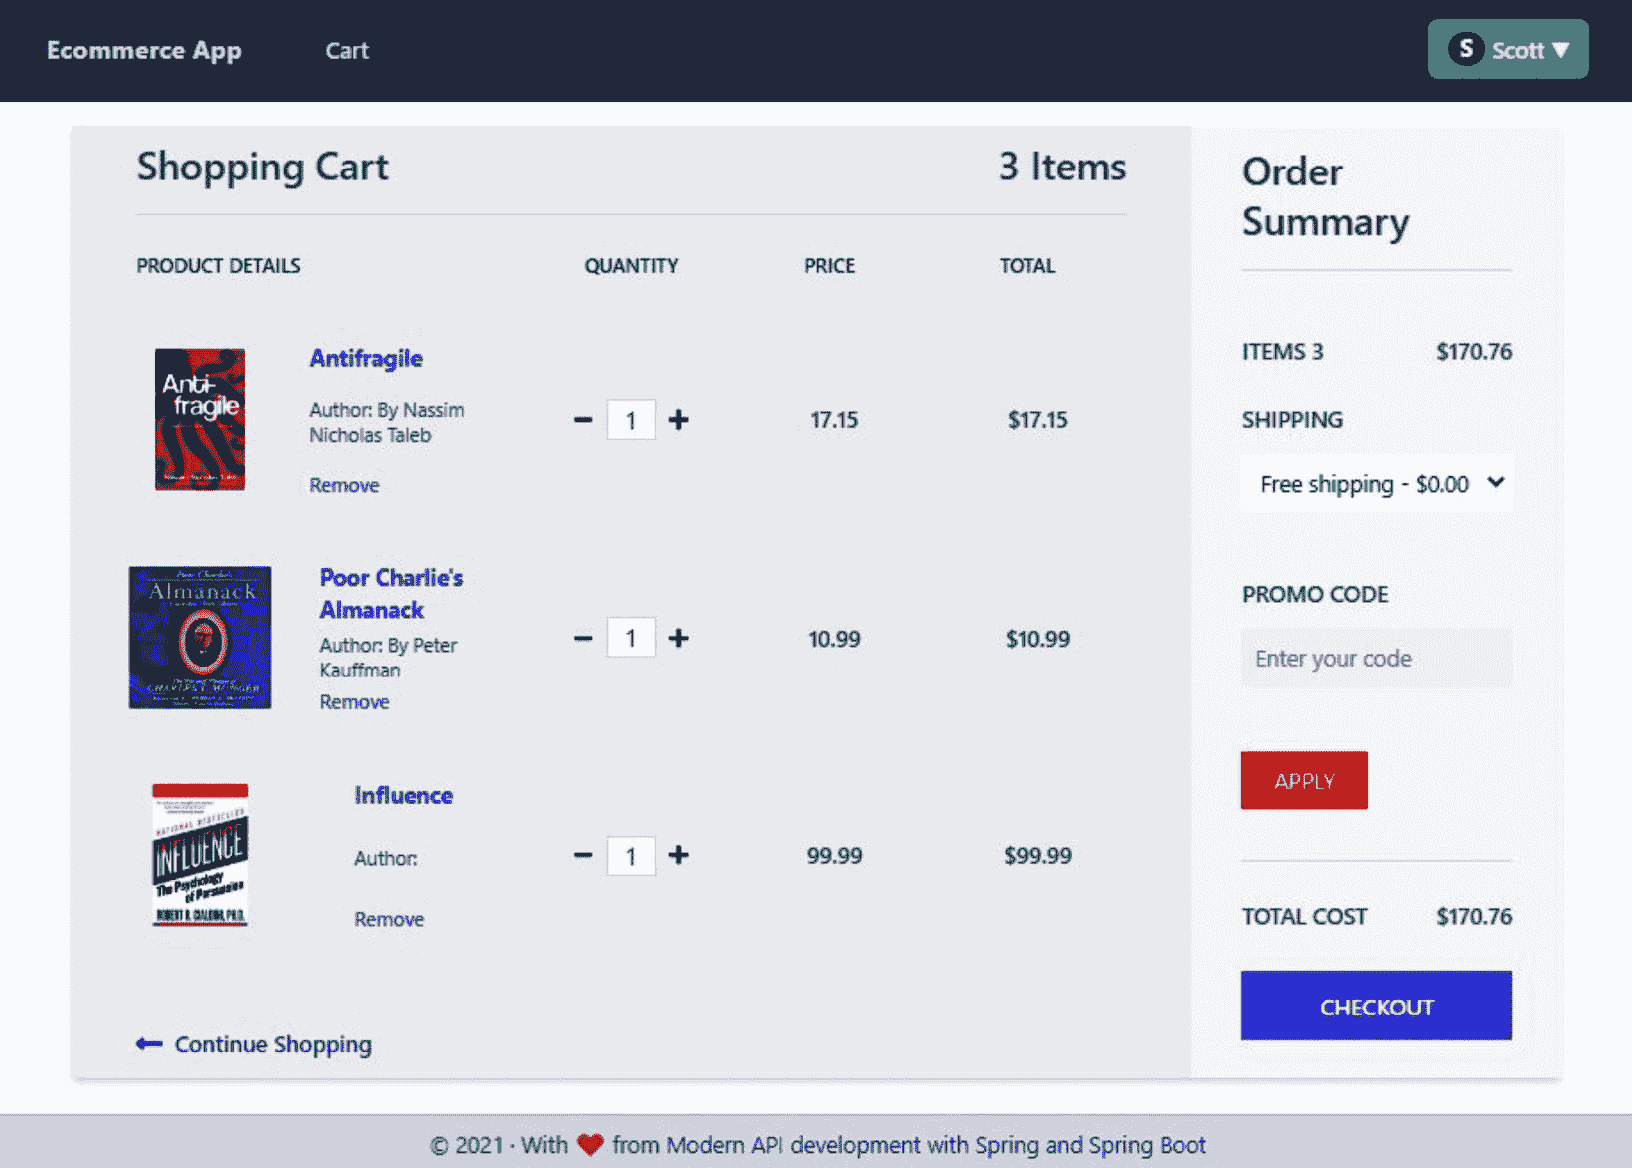 Ecommerce App
Cart
S Scott ▼
Shopping Cart
3 Items
PRODUCT DETAILS
QUANTITY
PRICE
TOTAL
Anti-
fragile
Antifragile
Author: By Nassim
Nicholas Taleb
Remove
1
17.15
$17.15
Poor Charlie's
Almanack
CHARLES T. MUNGER
Poor Charlie's
Almanack
Author: By Peter
Kauffman
Remove
1
10.99
$10.99
NATIONAL BESTSELLER
INFLUENCE
The Psychology
of Persuasion
ROBERT B. CIALDINI, PH.D.
Influence
Author:
Remove
1
99.99
$99.99
Continue Shopping
Order
Summary
ITEMS 3
$170.76
SHIPPING
Free shipping - $0.00
PROMO CODE
Enter your code
APPLY
TOTAL COST
$170.76
CHECKOUT
© 2021 · With ❤ from Modern API development with Spring and Spring Boot